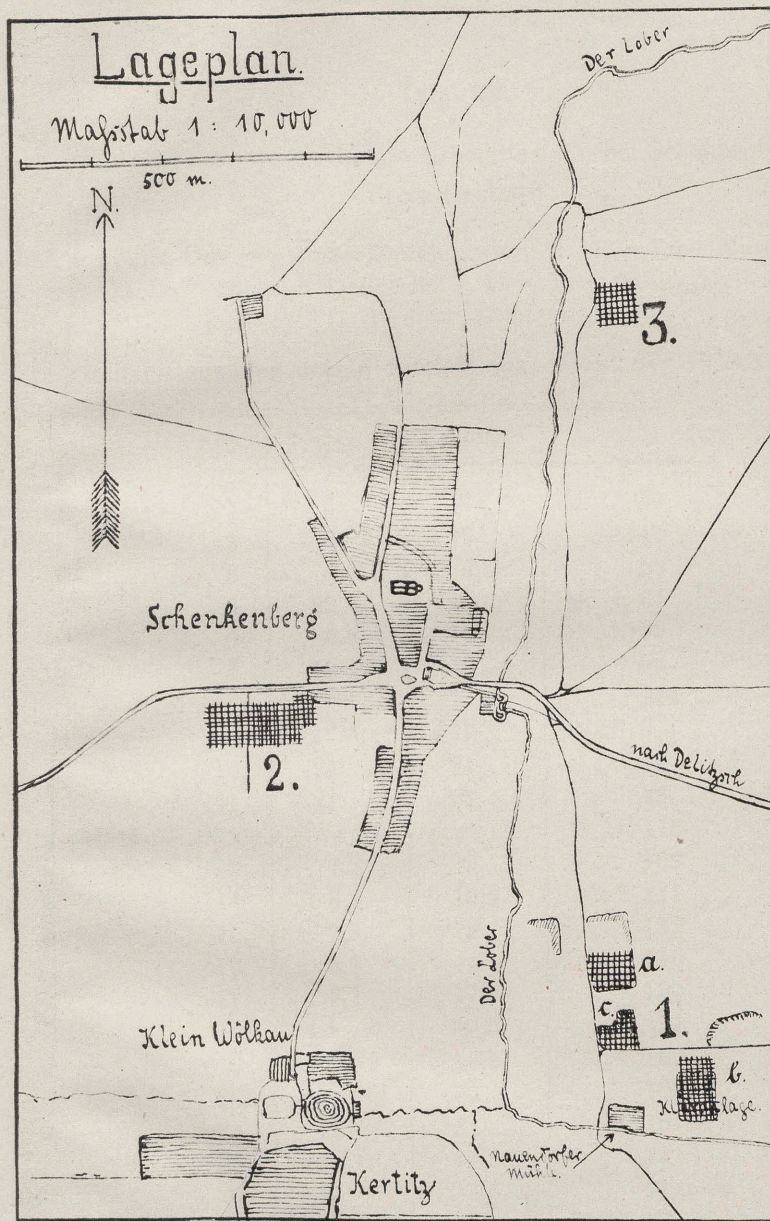 Lageplan.
Maßstab 1 : 10,000
500 m.
N.
Der Lober
3.
Schenkenberg
2.
nach Delitzsch
Der Lober
a.
c.
1.
Klein Wölkau
b.
Nauendorfer
Mühle.
Kertitz